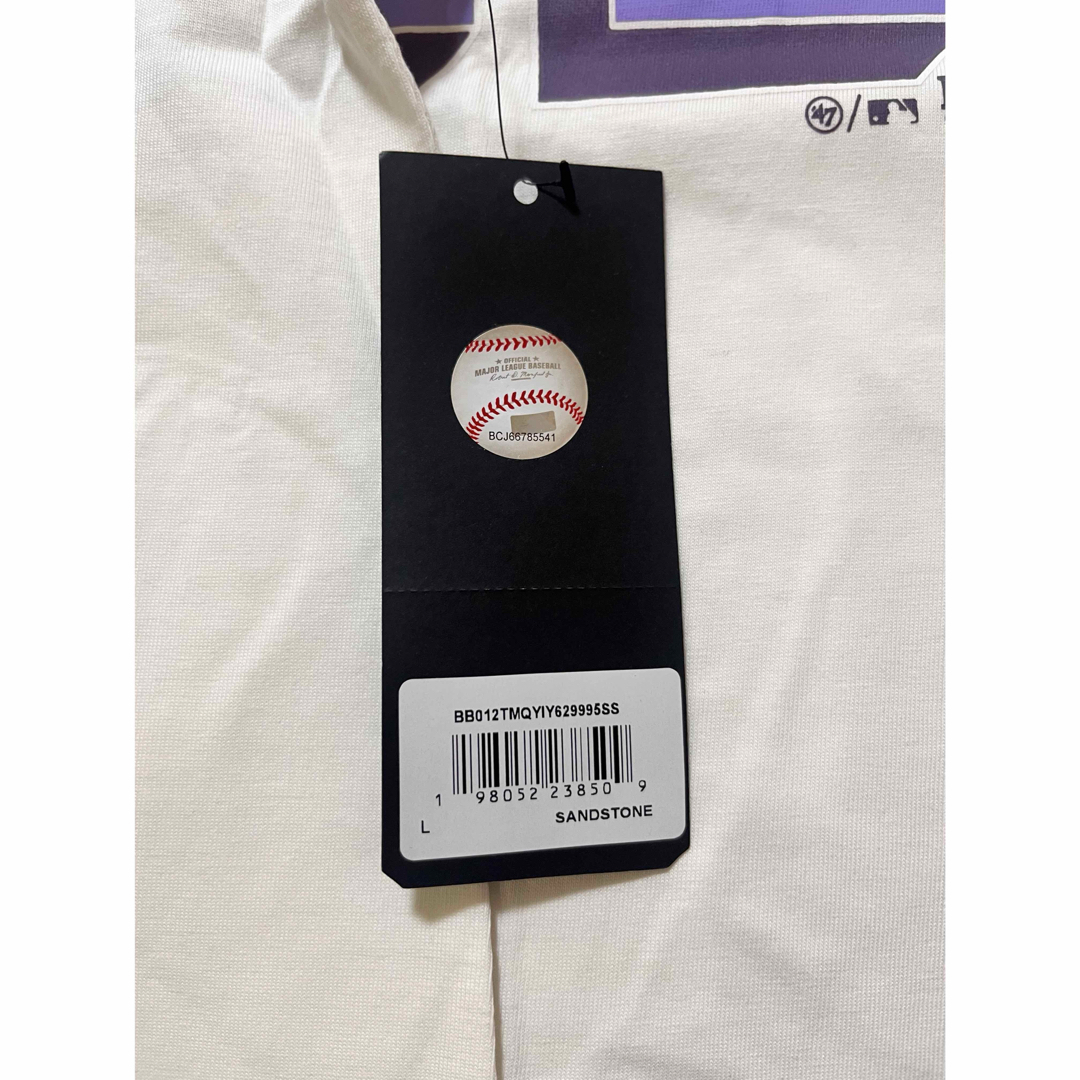 '47 /
★ OFFICIAL ★
MAJOR LEAGUE BASEBALL
BCJ66785541
BB012TMQYIY629995SS
1 98052 23850 9
SANDSTONE
L